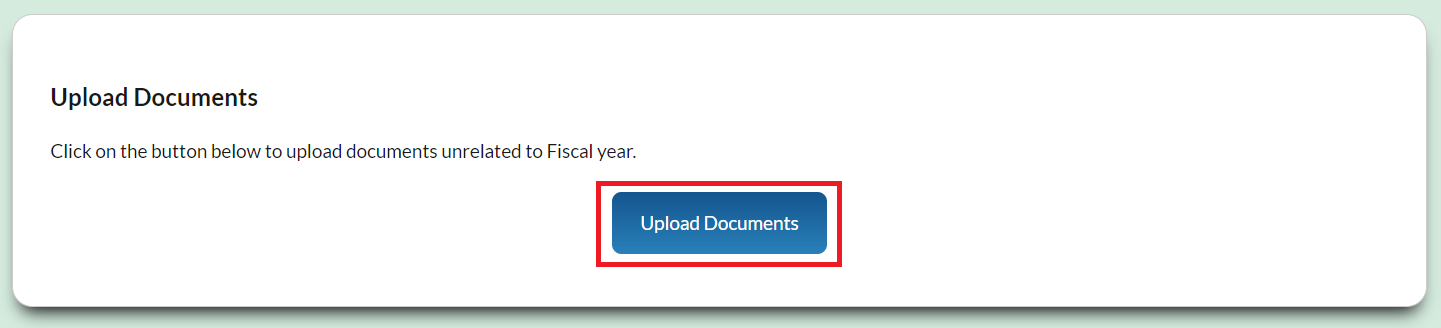 Upload Documents
Click on the button below to upload documents unrelated to Fiscal year.
Upload Documents